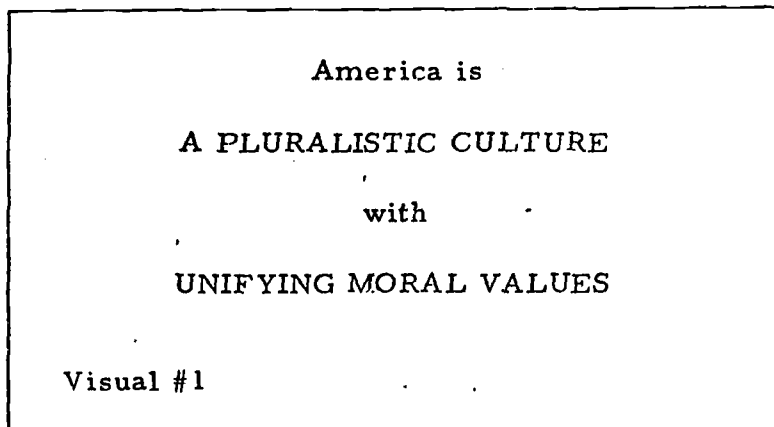 America is
A PLURALISTIC CULTURE
with
UNIFYING MORAL VALUES
Visual #1